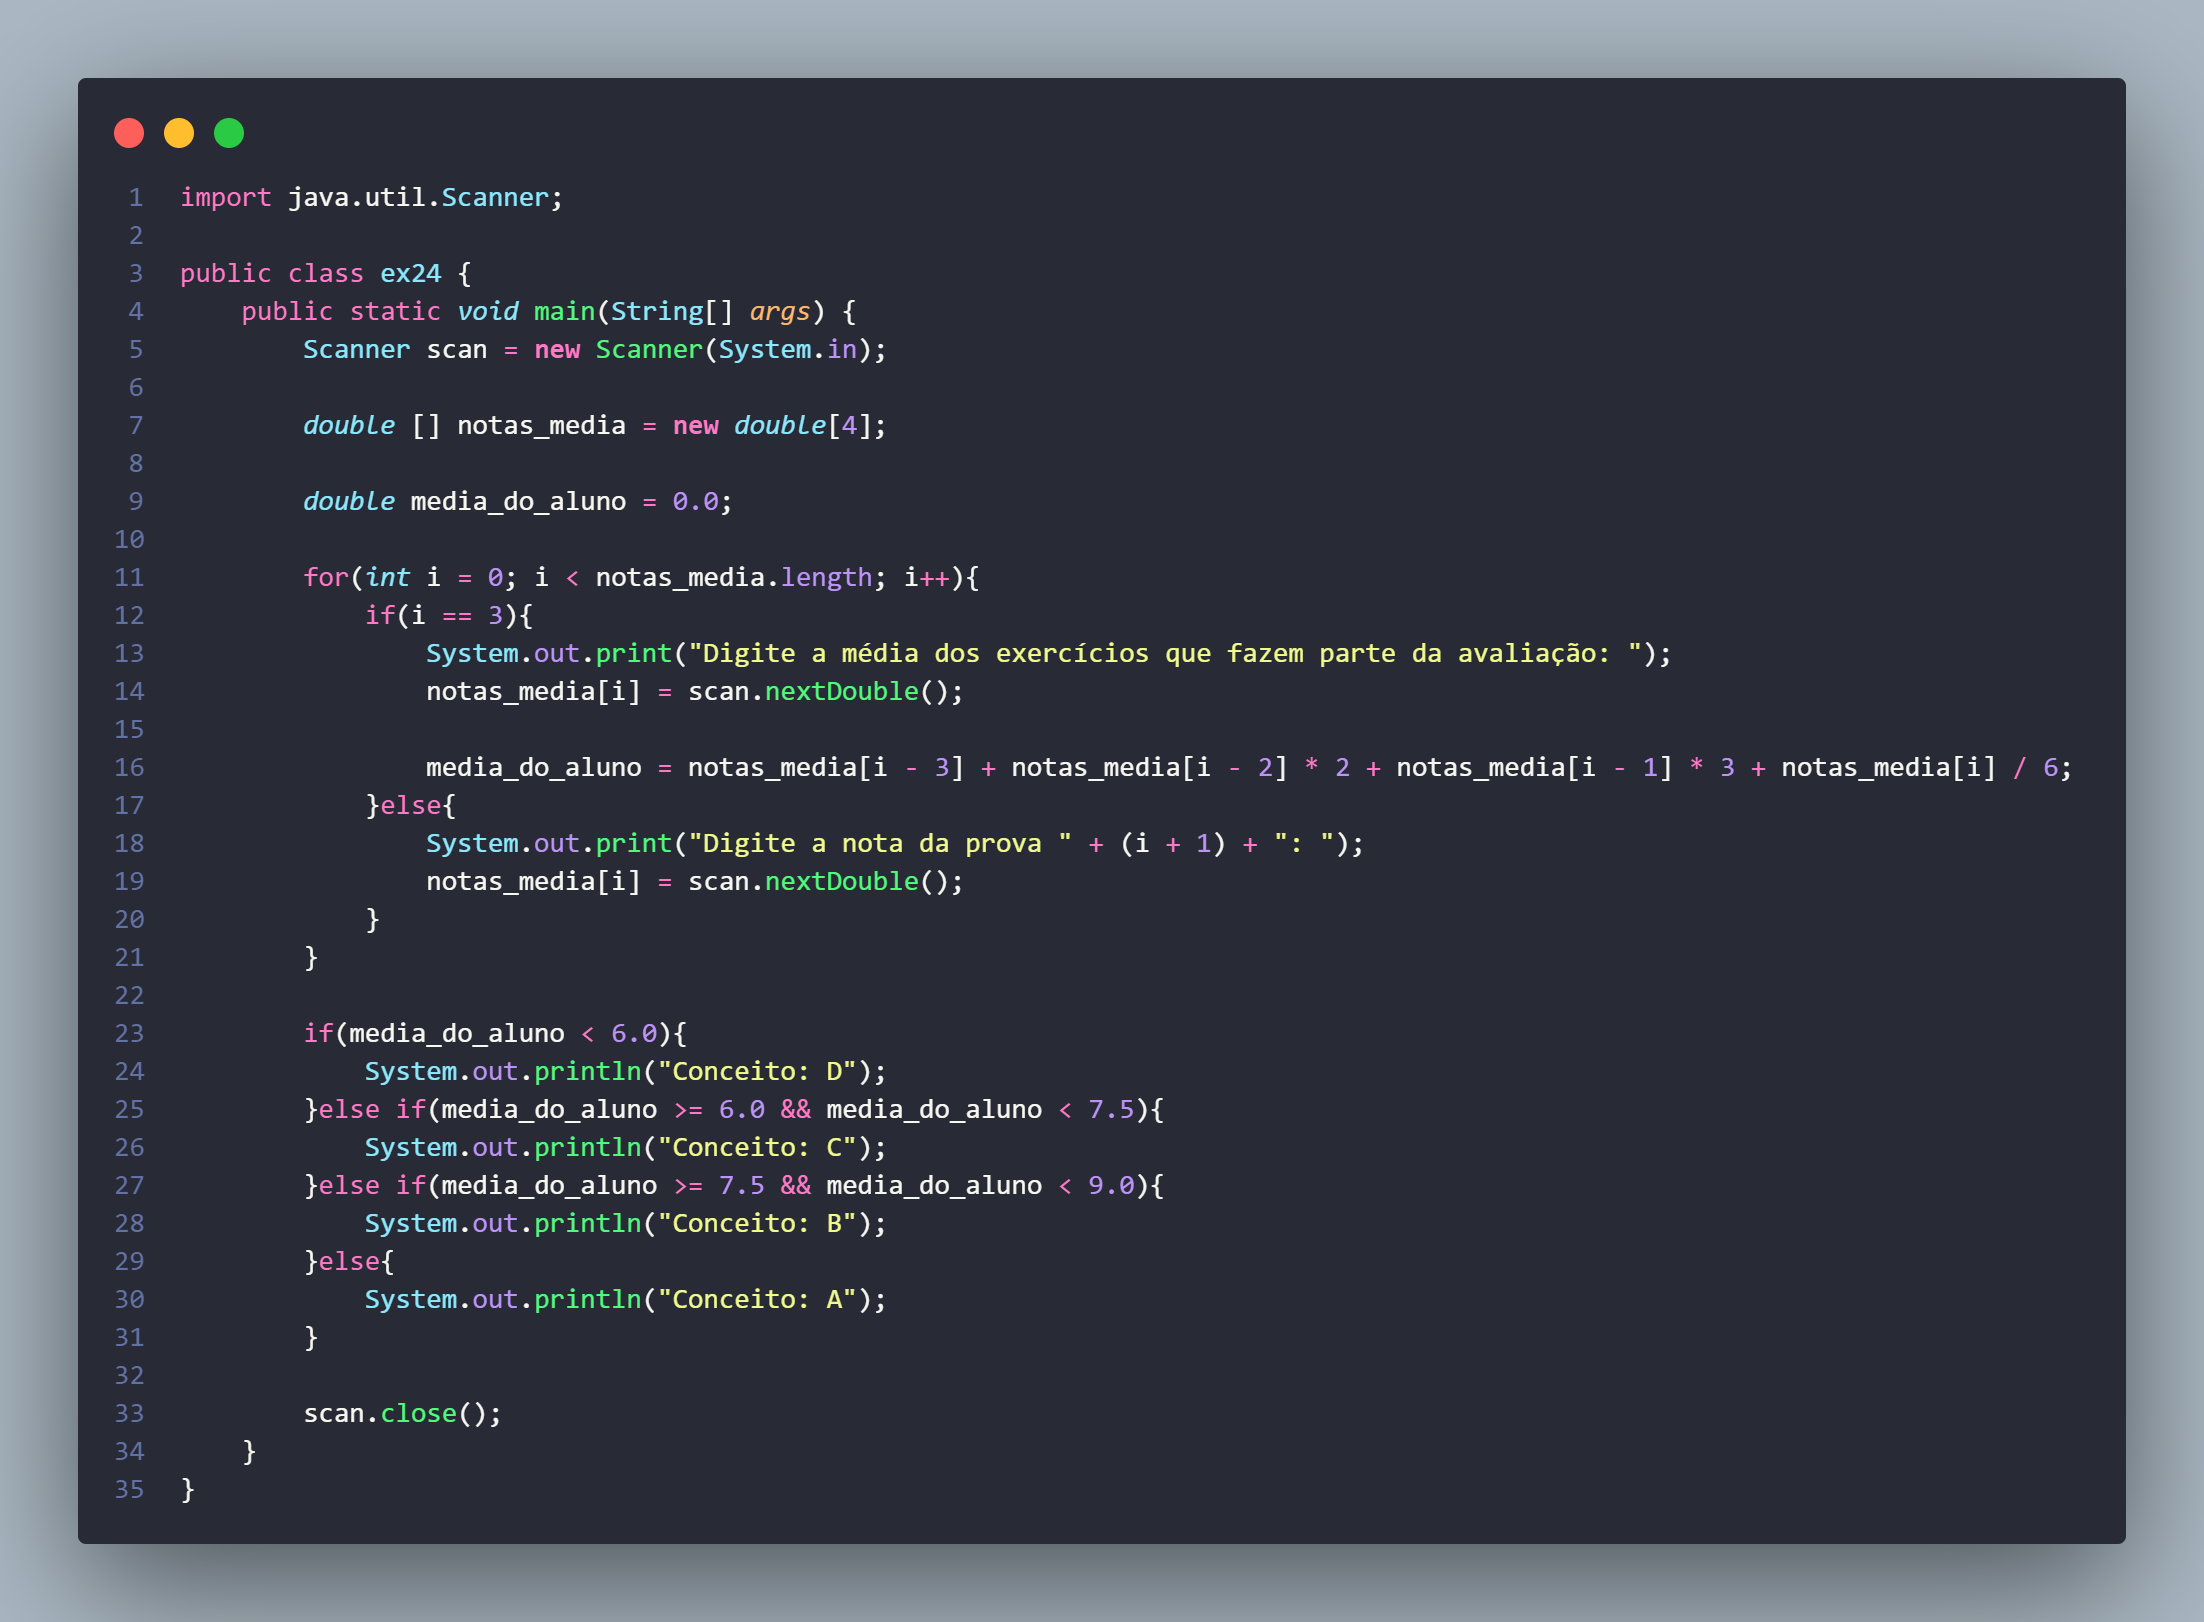 1 import java.util.Scanner;
2
3 public class ex24 {
4     public static void main(String[] args) {
5         Scanner scan = new Scanner(System.in);
6
7         double [] notas_media = new double[4];
8
9         double media_do_aluno = 0.0;
10
11         for(int i = 0; i < notas_media.length; i++){
12             if(i == 3){
13                 System.out.print("Digite a média dos exercícios que fazem parte da avaliação: ");
14                 notas_media[i] = scan.nextDouble();
15
16                 media_do_aluno = notas_media[i - 3] + notas_media[i - 2] * 2 + notas_media[i - 1] * 3 + notas_media[i] / 6;
17             }else{
18                 System.out.print("Digite a nota da prova " + (i + 1) + ": ");
19                 notas_media[i] = scan.nextDouble();
20             }
21         }
22
23         if(media_do_aluno < 6.0){
24             System.out.println("Conceito: D");
25         }else if(media_do_aluno >= 6.0 && media_do_aluno < 7.5){
26             System.out.println("Conceito: C");
27         }else if(media_do_aluno >= 7.5 && media_do_aluno < 9.0){
28             System.out.println("Conceito: B");
29         }else{
30             System.out.println("Conceito: A");
31         }
32
33         scan.close();
34     }
35 }